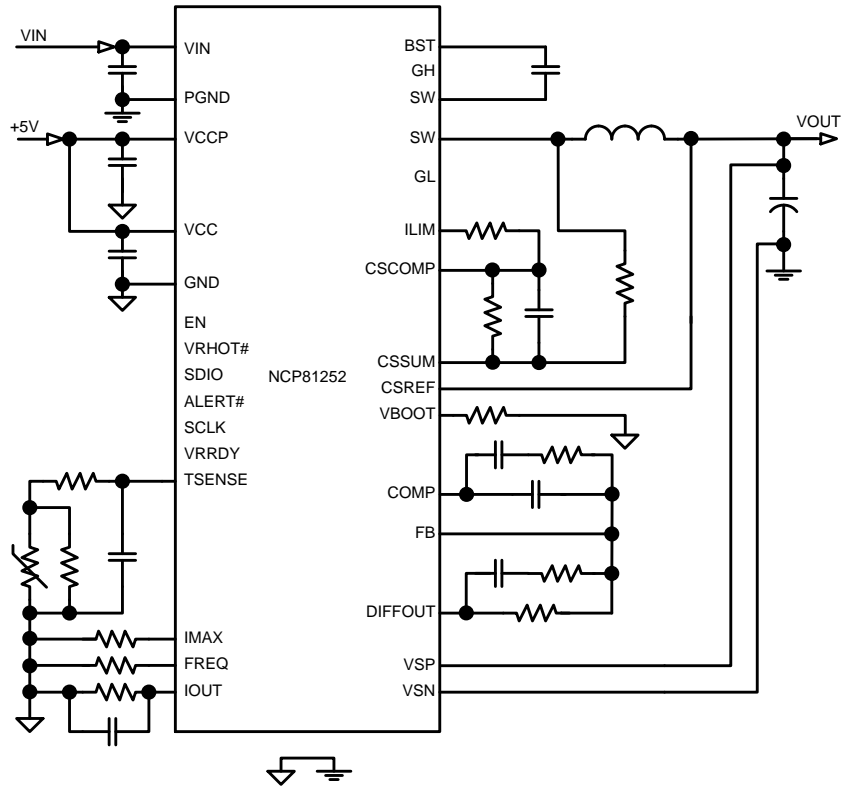 VIN
+5V
VIN
PGND
VCCP
VCC
GND
EN
VRHOT#
SDIO
ALERT#
SCLK
VRRDY
TSENSE
IMAX
FREQ
IOUT
NCP81252
BST
GH
SW
SW
GL
ILIM
CSCOMP
CSSUM
CSREF
VBOOT
COMP
FB
DIFFOUT
VSP
VSN
VOUT